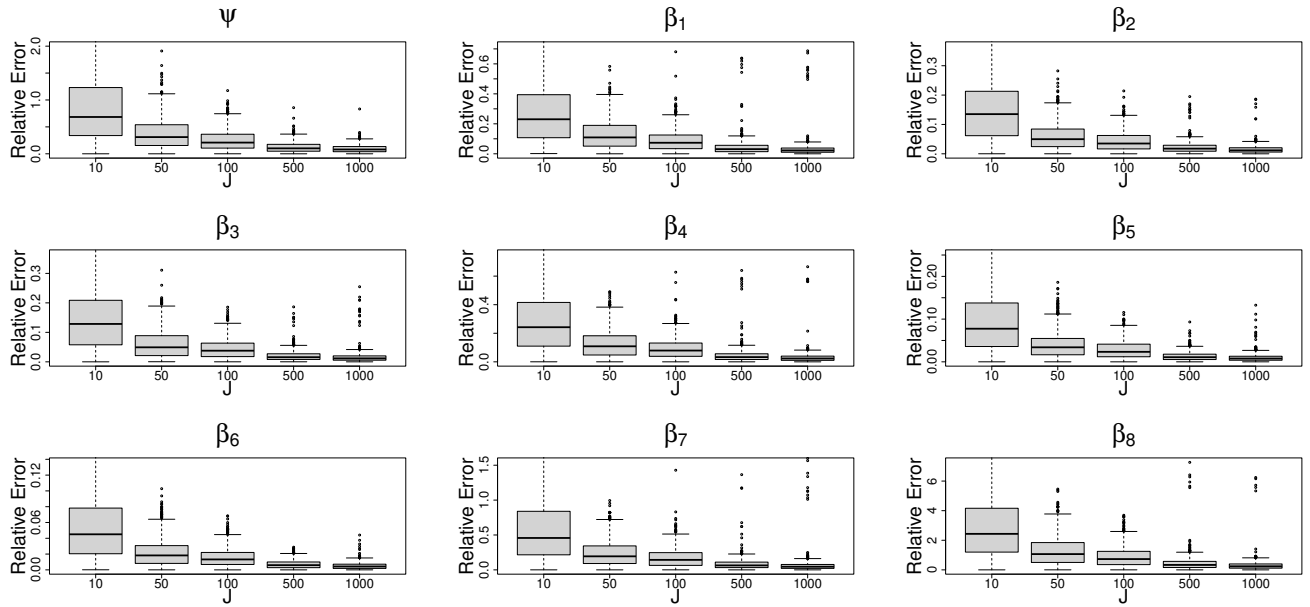 ψ
Relative Error
0.0 1.0 2.0
10 50 100 500 1000
J
β1
Relative Error
0.0 0.2 0.4 0.6
10 50 100 500 1000
J
β2
Relative Error
0.0 0.1 0.2 0.3
10 50 100 500 1000
J
β3
Relative Error
0.0 0.1 0.2 0.3
10 50 100 500 1000
J
β4
Relative Error
0.0 0.4
10 50 100 500 1000
J
β5
Relative Error
0.00 0.10 0.20
10 50 100 500 1000
J
β6
Relative Error
0.00 0.06 0.12
10 50 100 500 1000
J
β7
Relative Error
0.0 0.5 1.0 1.5
10 50 100 500 1000
J
β8
Relative Error
0 2 4 6
10 50 100 500 1000
J